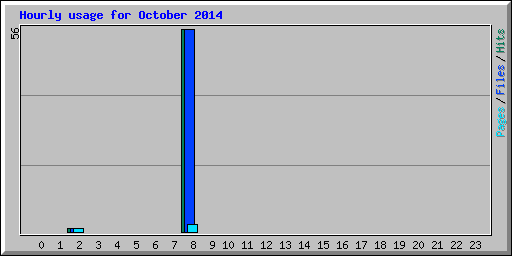 Hourly usage for October 2014
56
Pages/Files/Hits
0 1 2 3 4 5 6 7 8 9 10 11 12 13 14 15 16 17 18 19 20 21 22 23